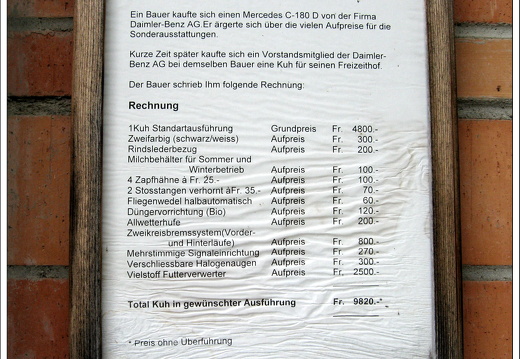 Ein Bauer kaufte sich einen Mercedes C-180 D von der Firma
Daimler-Benz AG.Er ärgerte sich über die vielen Aufpreise für die
Sonderausstattungen.
Kurze Zeit später kaufte sich ein Vorstandsmitglied der Daimler-
Benz AG bei demselben Bauer eine Kuh für seinen Freizeithof.
Der Bauer schrieb Ihm folgende Rechnung:
Rechnung
1Kuh Standartausführung Grundpreis Fr. 4800.-
Zweifarbig (schwarz/weiss) Aufpreis Fr. 300.-
Rindslederbezug Aufpreis Fr. 200.-
Milchbehälter für Sommer und
Winterbetrieb Aufpreis Fr. 100.-
4 Zapfhähne à Fr. 25.- Aufpreis Fr. 100.-
2 Stosstangen verhornt àFr. 35.- Aufpreis Fr. 70.-
Fliegenwedel halbautomatisch Aufpreis Fr. 60.-
Düngervorrichtung (Bio) Aufpreis Fr. 120.-
Allwetterhufe Aufpreis Fr. 200.-
Zweikreisbremssystem(Vorder-
und Hinterläufe) Aufpreis Fr. 800.-
Mehrstimmige Signaleinrichtung Aufpreis Fr. 270.-
Verschliessbare Halogenaugen Aufpreis Fr. 300.-
Vielstoff Futterverwerter Aufpreis Fr. 2500.-
Total Kuh in gewünschter Ausführung Fr. 9820.-*
* Preis ohne Überführung